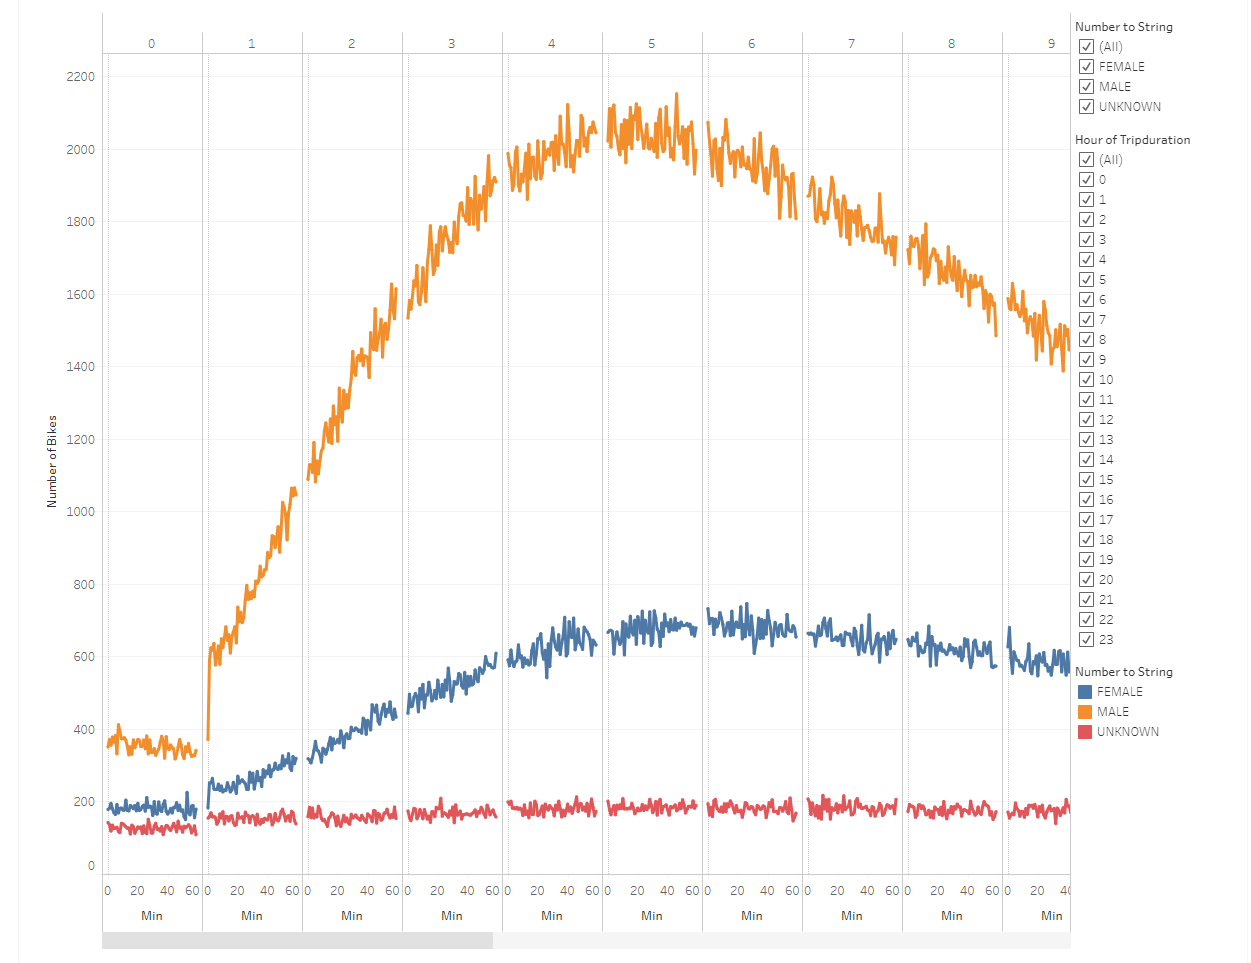 0 1 2 3 4 5 6 7 8 9
2200
2000
1800
1600
1400
1200
1000
800
600
400
200
0
Number of Bikes
0 20 40 60 0 20 40 60 0 20 40 60 0 20 40 60 0 20 40 60 0 20 40 60 0 20 40 60 0 20 40 60 0 20 40 60 0 20 40
Min Min Min Min Min Min Min Min Min Min
Number to String
(All)
FEMALE
MALE
UNKNOWN
Hour of Tripduration
(All)
0
1
2
3
4
5
6
7
8
9
10
11
12
13
14
15
16
17
18
19
20
21
22
23
Number to String
FEMALE
MALE
UNKNOWN